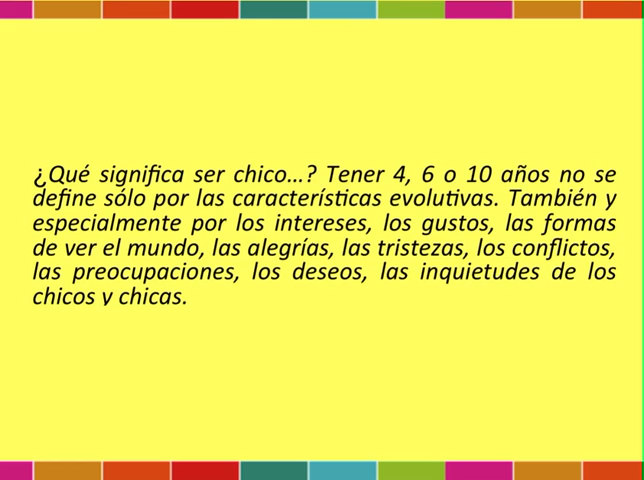 ¿Qué significa ser chico...? Tener 4, 6 o 10 años no se
define sólo por las características evolutivas. También y
especialmente por los intereses, los gustos, las formas
de ver el mundo, las alegrías, las tristezas, los conflictos,
las preocupaciones, los deseos, las inquietudes de los
chicos y chicas.